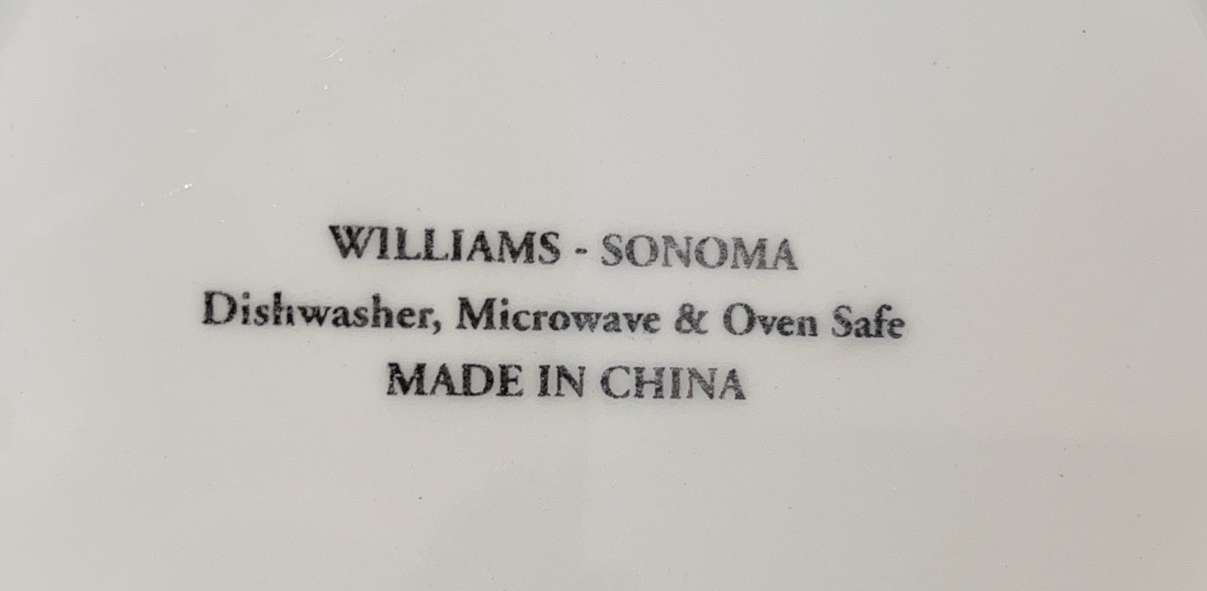 WILLIAMS - SONOMA
Dishwasher, Microwave & Oven Safe
MADE IN CHINA